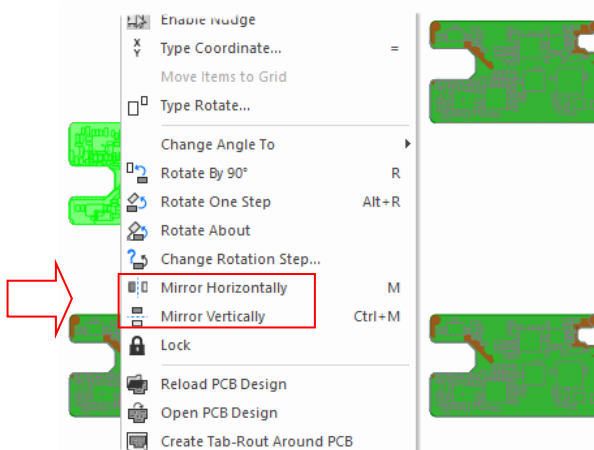 Enable Nudge
X
Y Type Coordinate... =
Move Items to Grid
Type Rotate...
Change Angle To
Rotate By 90° R
Rotate One Step Alt+R
Rotate About
Change Rotation Step...
Mirror Horizontally M
Mirror Vertically Ctrl+M
Lock
Reload PCB Design
Open PCB Design
Create Tab-Rout Around PCB